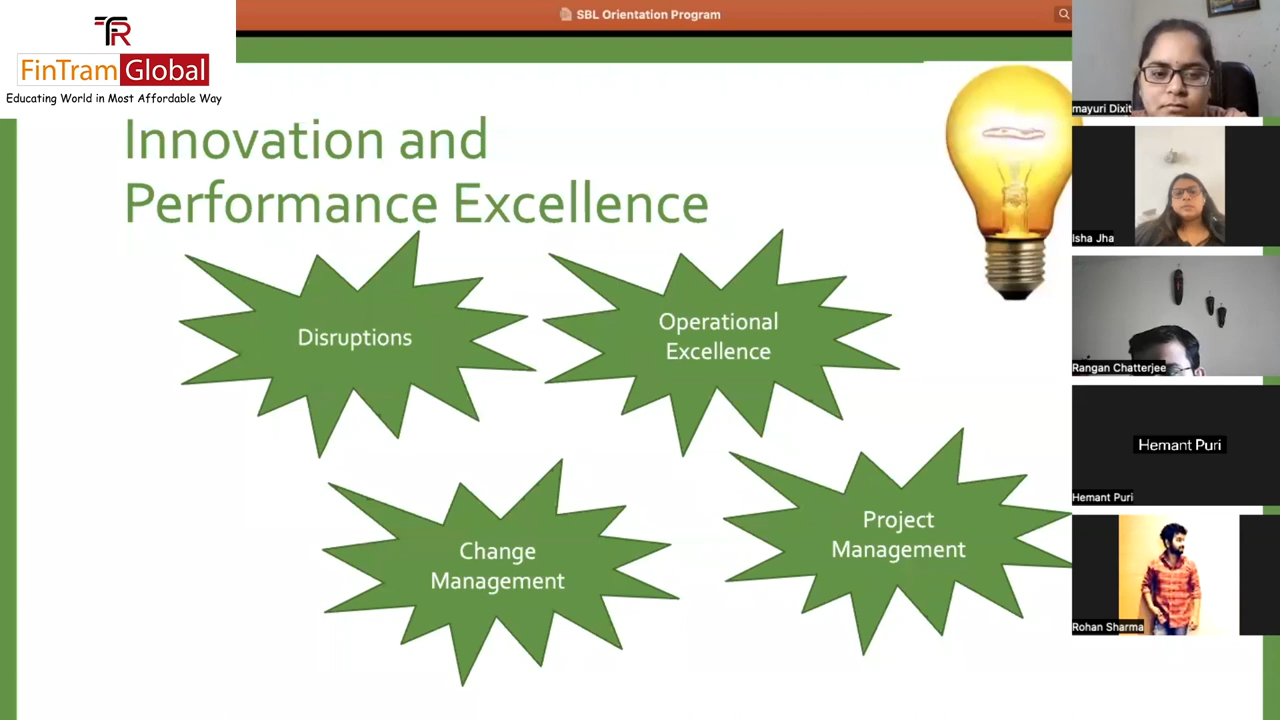 SBL Orientation Program
TR
FinTram Global
Educating World in Most Affordable Way
Innovation and
Performance Excellence
Disruptions
Operational
Excellence
Change
Management
Project
Management
mayuri Dixit
Isha Jha
Rangan Chatterjee
Hemant Puri
Hemant Puri
Rohan Sharma